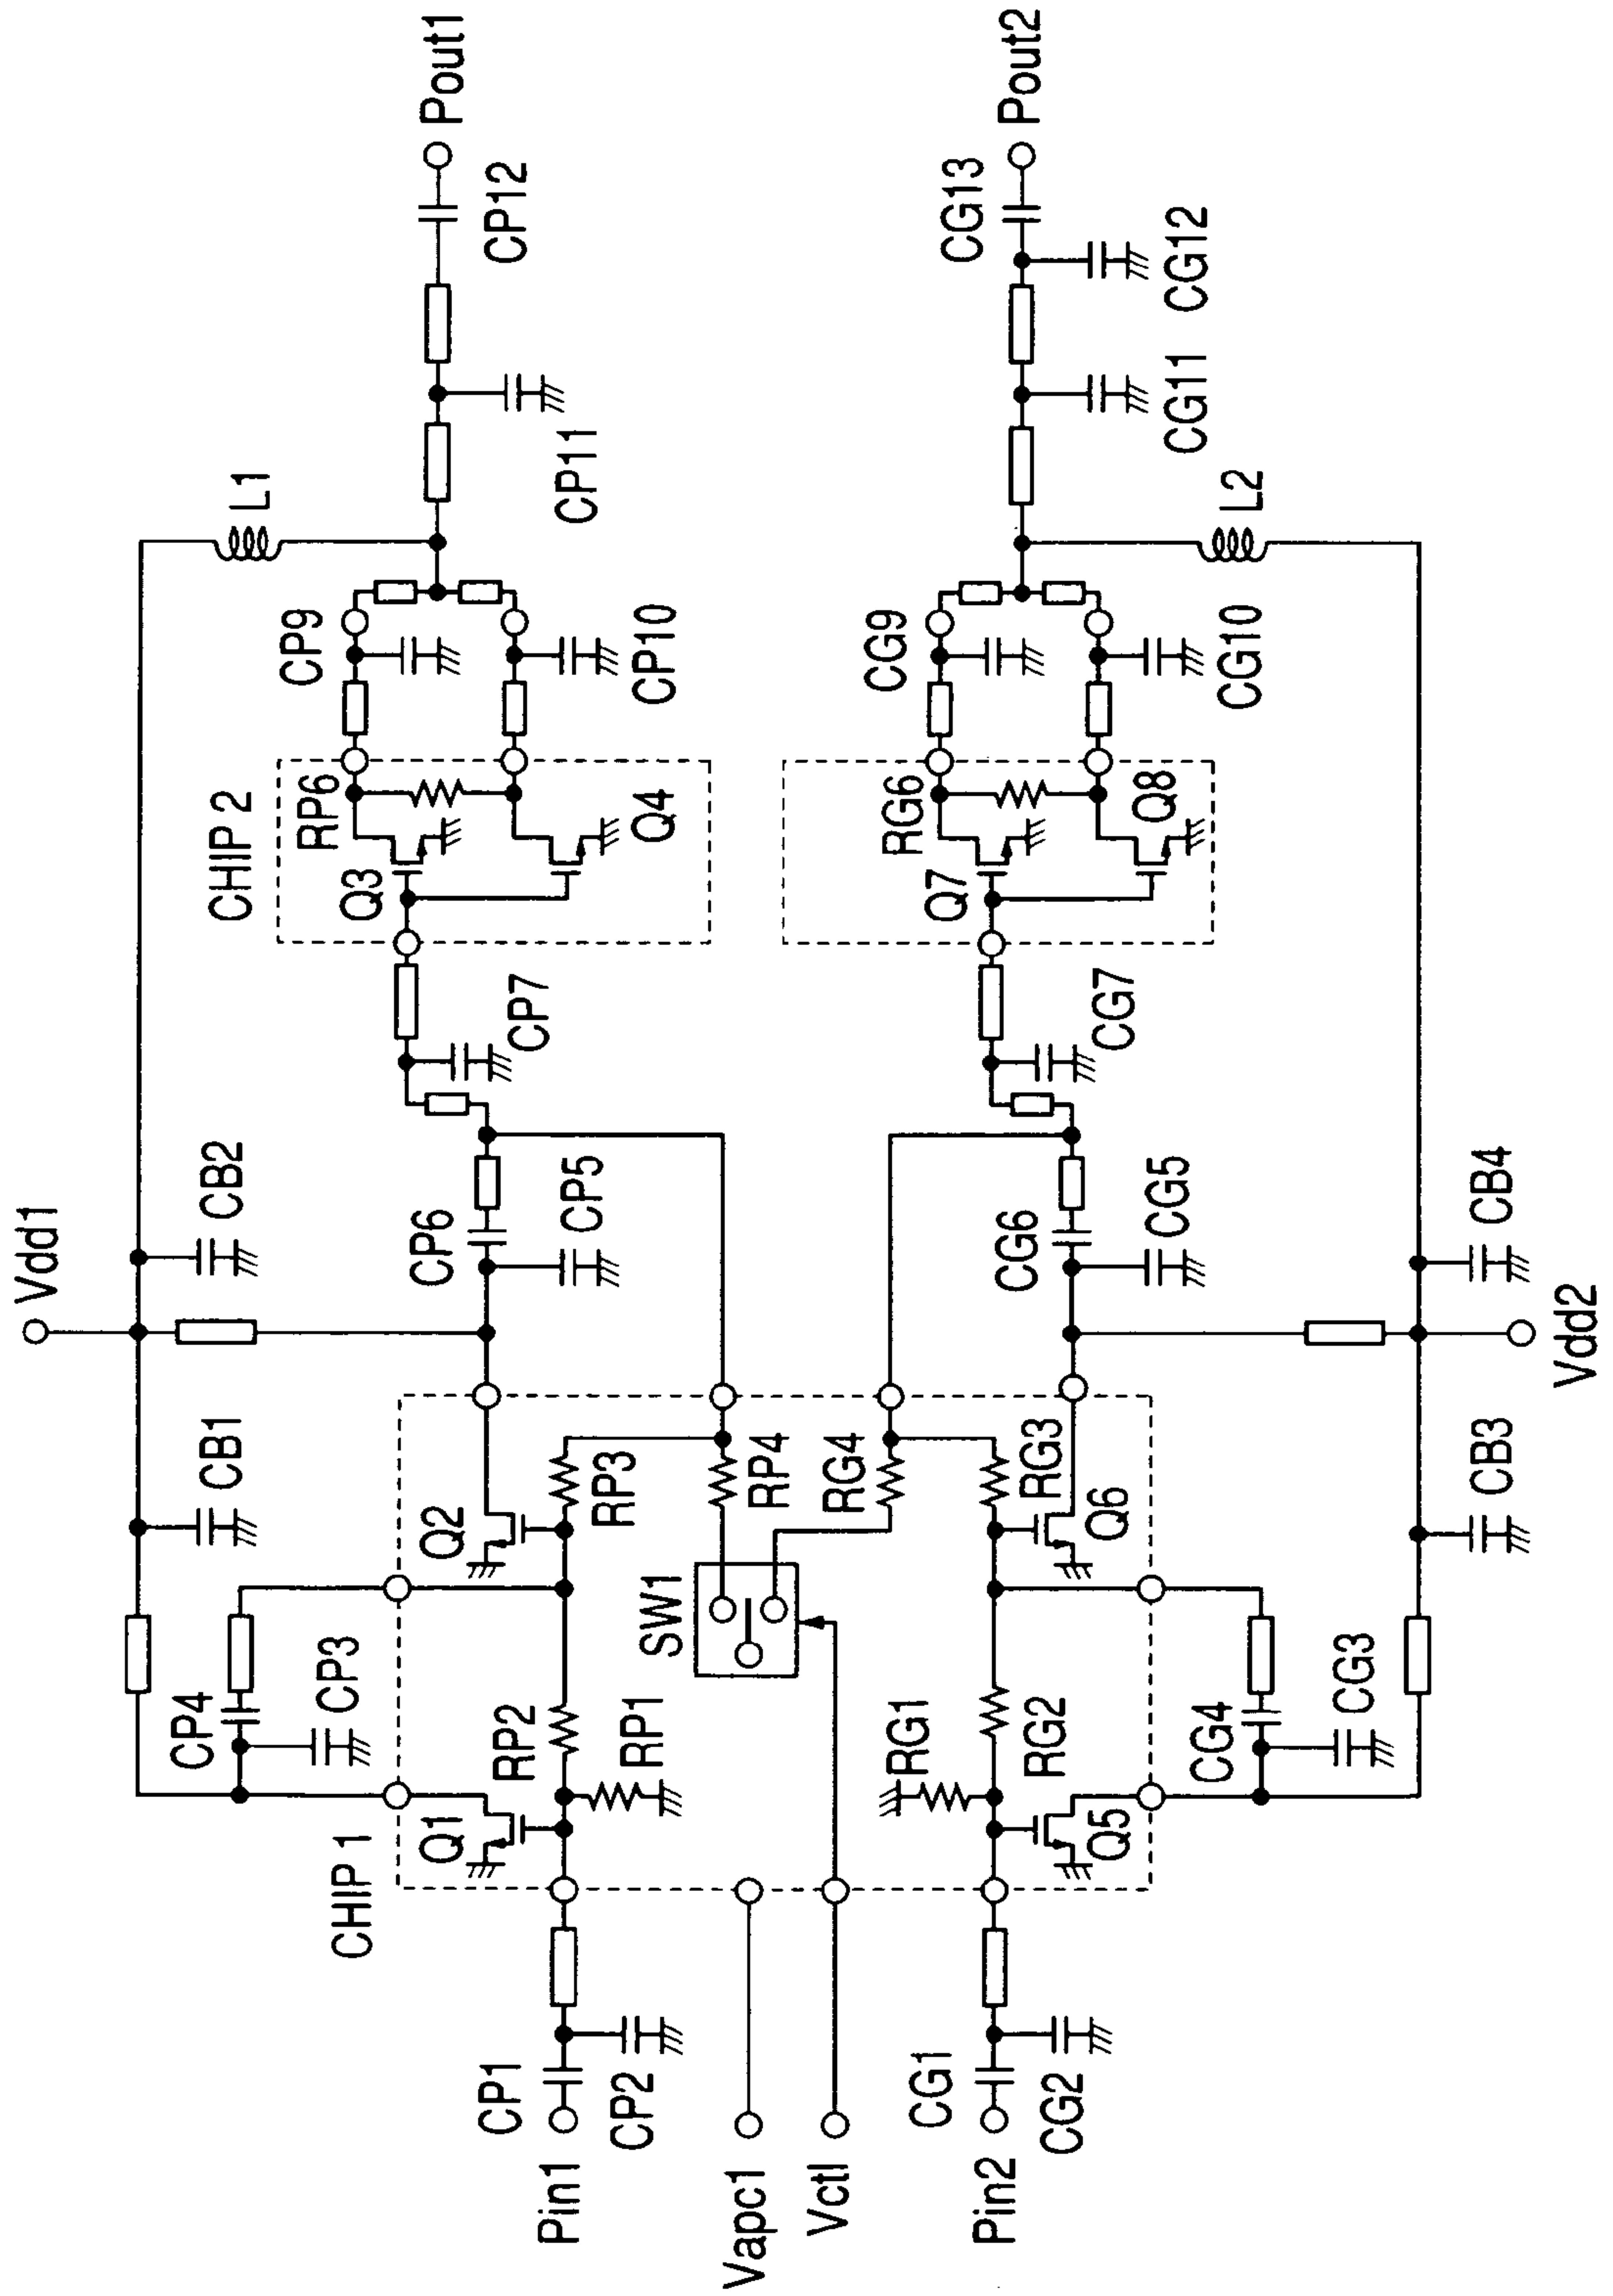 Vdd1
L1
CB2
CB1
CHIP 2
CP9
RP6
Pout1
CP12
CP11
CP10
Q4
Q3
CP7
CP5
CP6
CP4
CP3
Q2
RP3
RP4
RG4
RG3
Q6
SW1
CHIP 1
Q1
RP2
RP1
RG1
RG2
Q5
CP1
CP2
Pin1
Vapc1
Vctl
Pin2
CG1
CG2
CG4
CG3
CG6
CG5
CG7
Q7
RG6
Q8
CG9
CG10
Pout2
CG13
CG12
CG11
L2
CB4
CB3
Vdd2